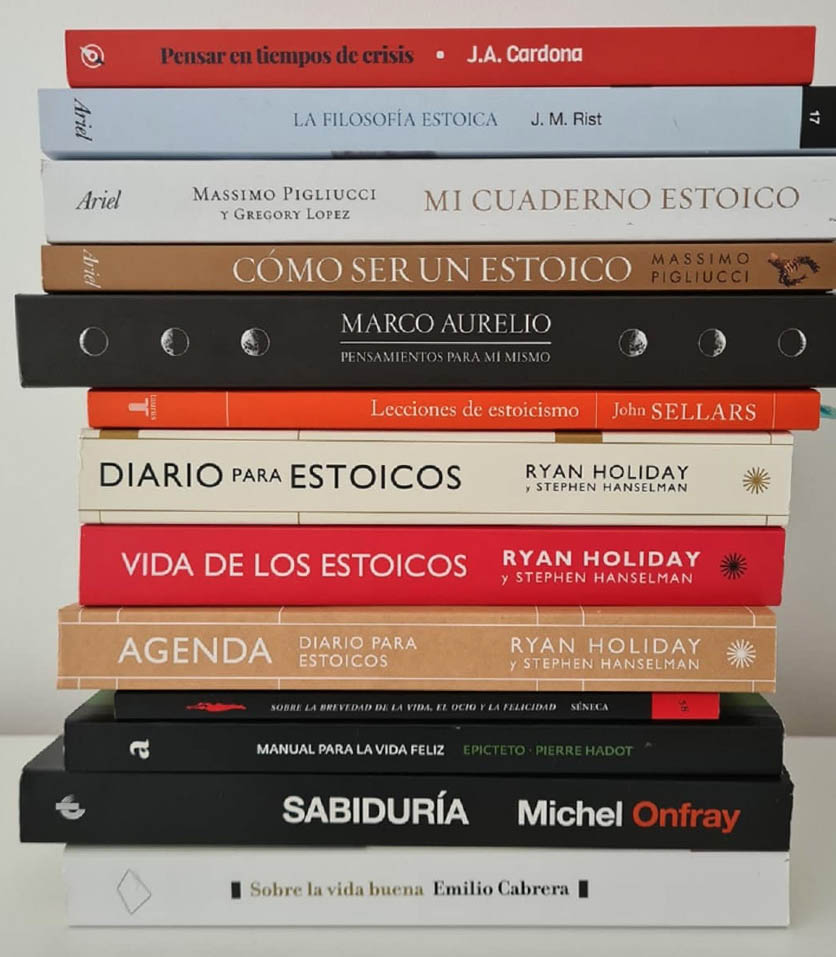 Pensar en tiempos de crisis • J.A. Cardona
Ariel LA FILOSOFÍA ESTOICA J. M. Rist 17
Ariel MASSIMO PIGLIUCCI
Y GREGORY LOPEZ
MI CUADERNO ESTOICO
Ariel CÓMO SER UN ESTOICO MASSIMO
PIGLIUCCI
MARCO AURELIO
PENSAMIENTOS PARA MÍ MISMO
Taurus Lecciones de estoicismo John SELLARS
DIARIO PARA ESTOICOS RYAN HOLIDAY
y STEPHEN HANSELMAN
VIDA DE LOS ESTOICOS RYAN HOLIDAY
y STEPHEN HANSELMAN
AGENDA DIARIO PARA
ESTOICOS
RYAN HOLIDAY
y STEPHEN HANSELMAN
SOBRE LA BREVEDAD DE LA VIDA, EL OCIO Y LA FELICIDAD SÉNECA
a MANUAL PARA LA VIDA FELIZ EPICTETO · PIERRE HADOT
SABIDURÍA Michel Onfray
Sobre la vida buena Emilio Cabrera